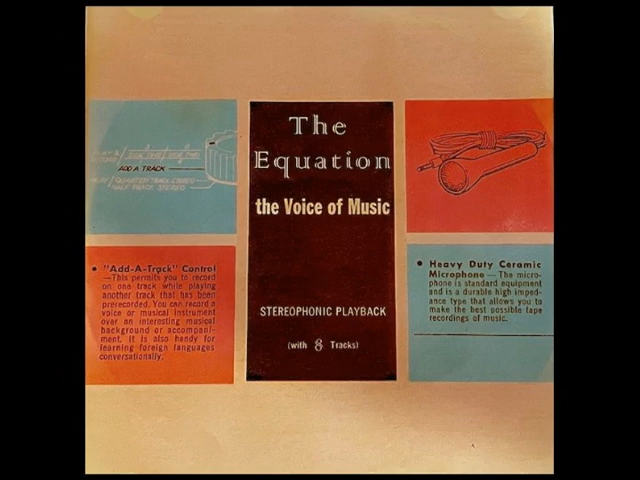 The
Equation
the Voice of Music
STEREOPHONIC PLAYBACK
(with 8 Tracks)
ADD A TRACK
HALF TRACK STEREO
• "Add-A-Track" Control
—This permits you to record
on one track while playing
another track that has been
prerecorded. You can record a
voice or musical instrument
over an interesting musical
background or accompani-
ment. It is also handy for
learning foreign languages
conversationally.
• Heavy Duty Ceramic
Microphone — The micro-
phone is standard equipment
and is a durable high imped-
ance type that allows you to
make the best possible tape
recordings of music.